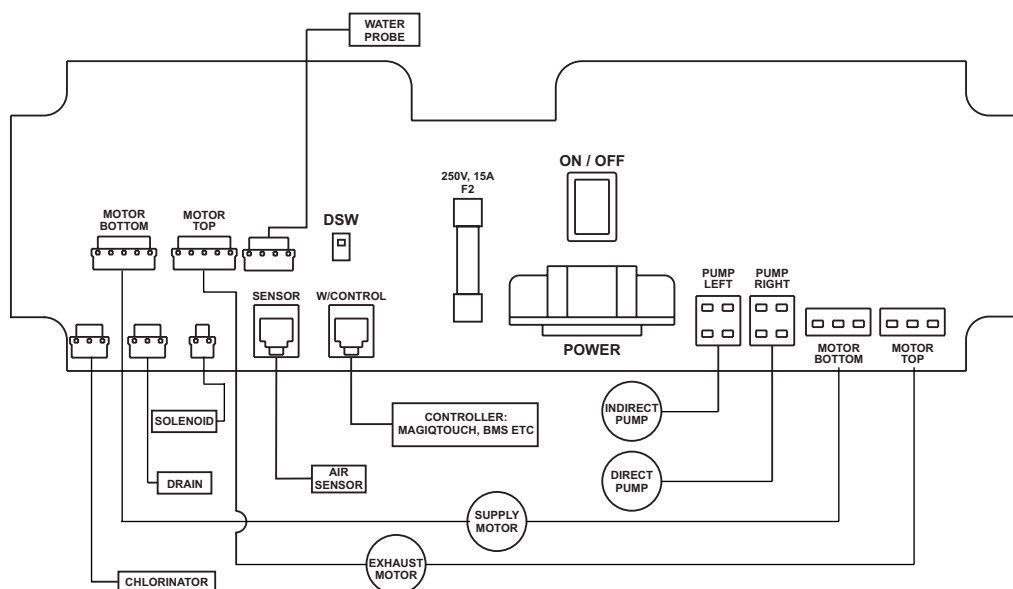 WATER
PROBE
ON / OFF
250V, 15A
F2
MOTOR
BOTTOM
MOTOR
TOP
DSW
PUMP
LEFT
PUMP
RIGHT
SENSOR
W/CONTROL
POWER
MOTOR
BOTTOM
MOTOR
TOP
SOLENOID
CONTROLLER:
MAGIQTOUCH, BMS ETC
INDIRECT
PUMP
DRAIN
AIR
SENSOR
DIRECT
PUMP
SUPPLY
MOTOR
EXHAUST
MOTOR
CHLORINATOR